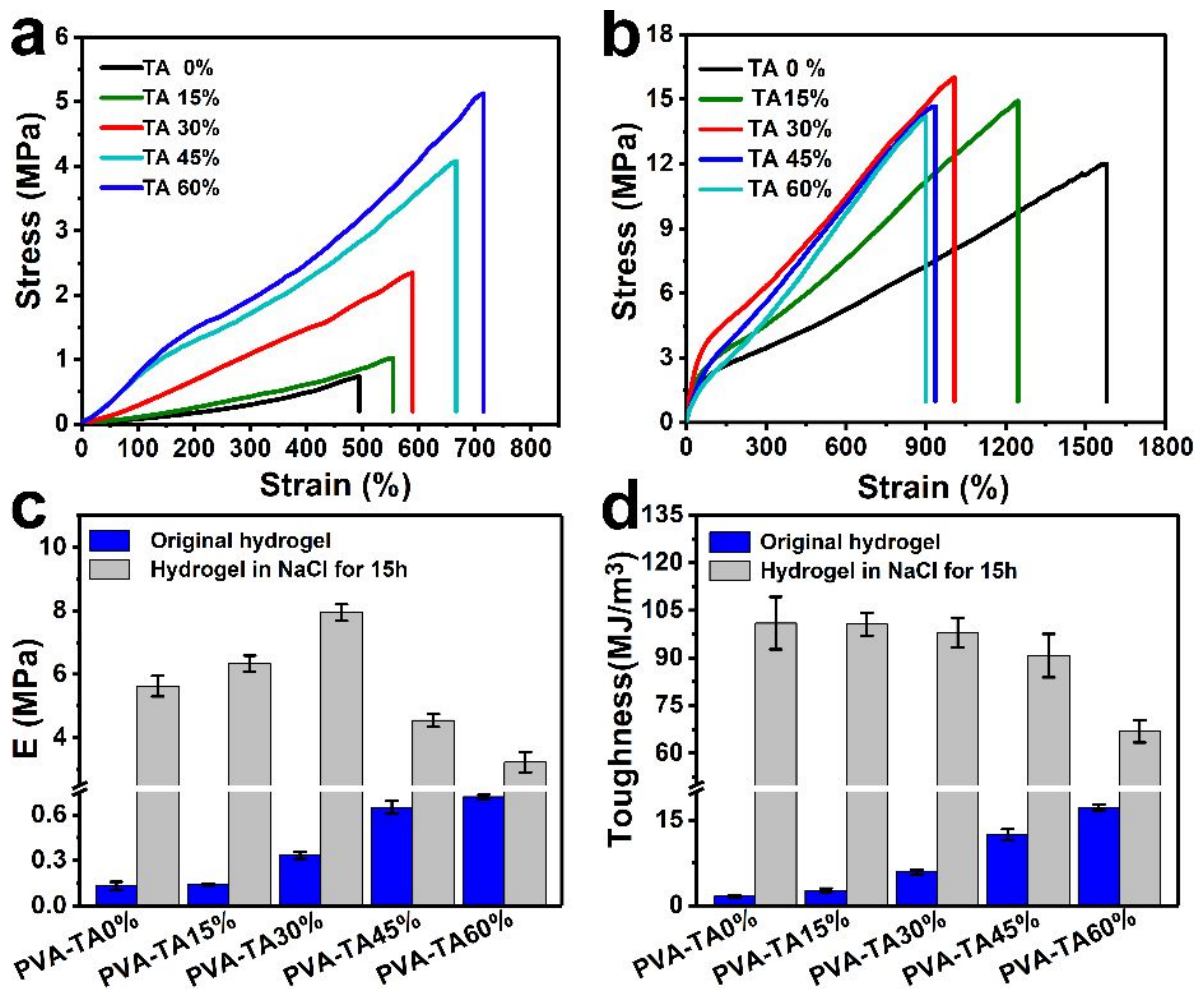 a
6
5
4
3
2
1
0
Stress (MPa)
TA 0%
TA 15%
TA 30%
TA 45%
TA 60%
0 100 200 300 400 500 600 700 800
Strain (%)
b
18
15
12
9
6
3
0
Stress (MPa)
TA 0 %
TA15%
TA 30%
TA 45%
TA 60%
0 300 600 900 1200 1500 1800
Strain (%)
c
10
8
6
4
0.6
0.3
0.0
E (MPa)
Original hydrogel
Hydrogel in NaCl for 15h
PVA-TA0%
PVA-TA15%
PVA-TA30%
PVA-TA45%
PVA-TA60%
d
135
120
105
90
75
60
15
0
Toughness(MJ/m³)
Original hydrogel
Hydrogel in NaCl for 15h
PVA-TA0%
PVA-TA15%
PVA-TA30%
PVA-TA45%
PVA-TA60%